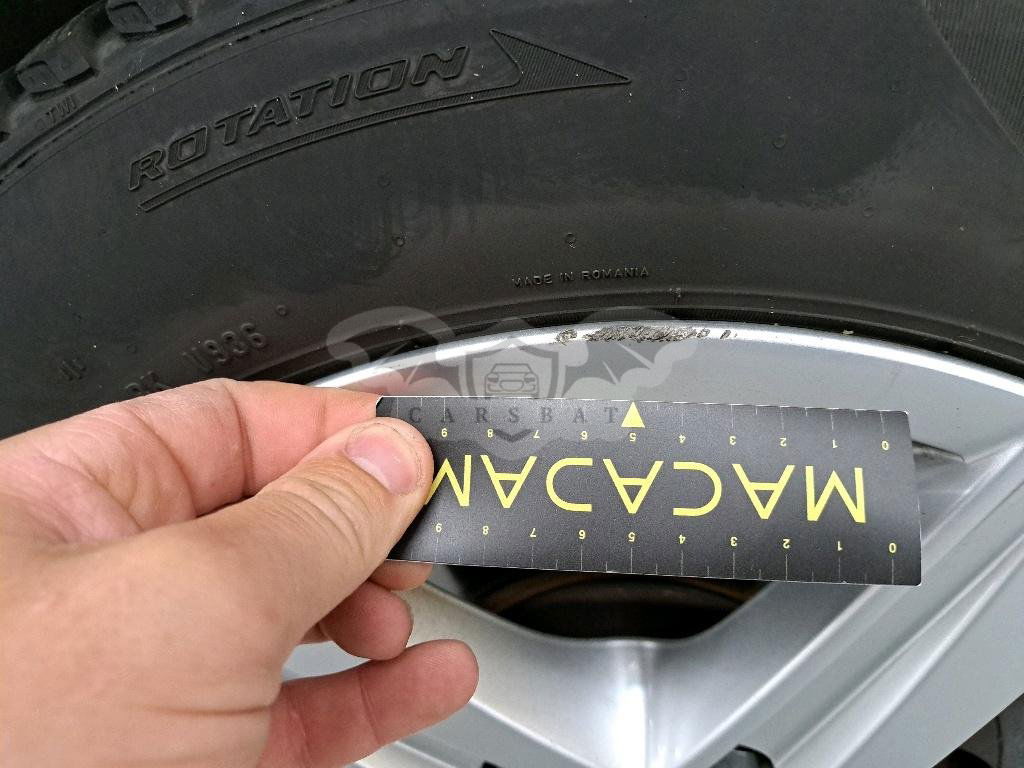 TWI
ROTATION
MADE IN ROMANIA
1936
CARSBAT
9 8 7 6 5 4 3 2 1 0
MACADAM
9 8 7 6 5 4 3 2 1 0